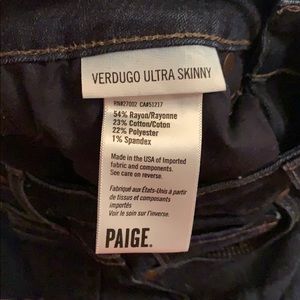 VERDUGO ULTRA SKINNY
RN#27002 CA#51217
54% Rayon/Rayonne
23% Cotton/Coton
22% Polyester
1% Spandex
Made in the USA of Imported
fabric and components.
See care on reverse.
Fabriqué aux États-Unis à partir
de tissus et composants
importés
Voir le soin sur l'inverse.
PAIGE.